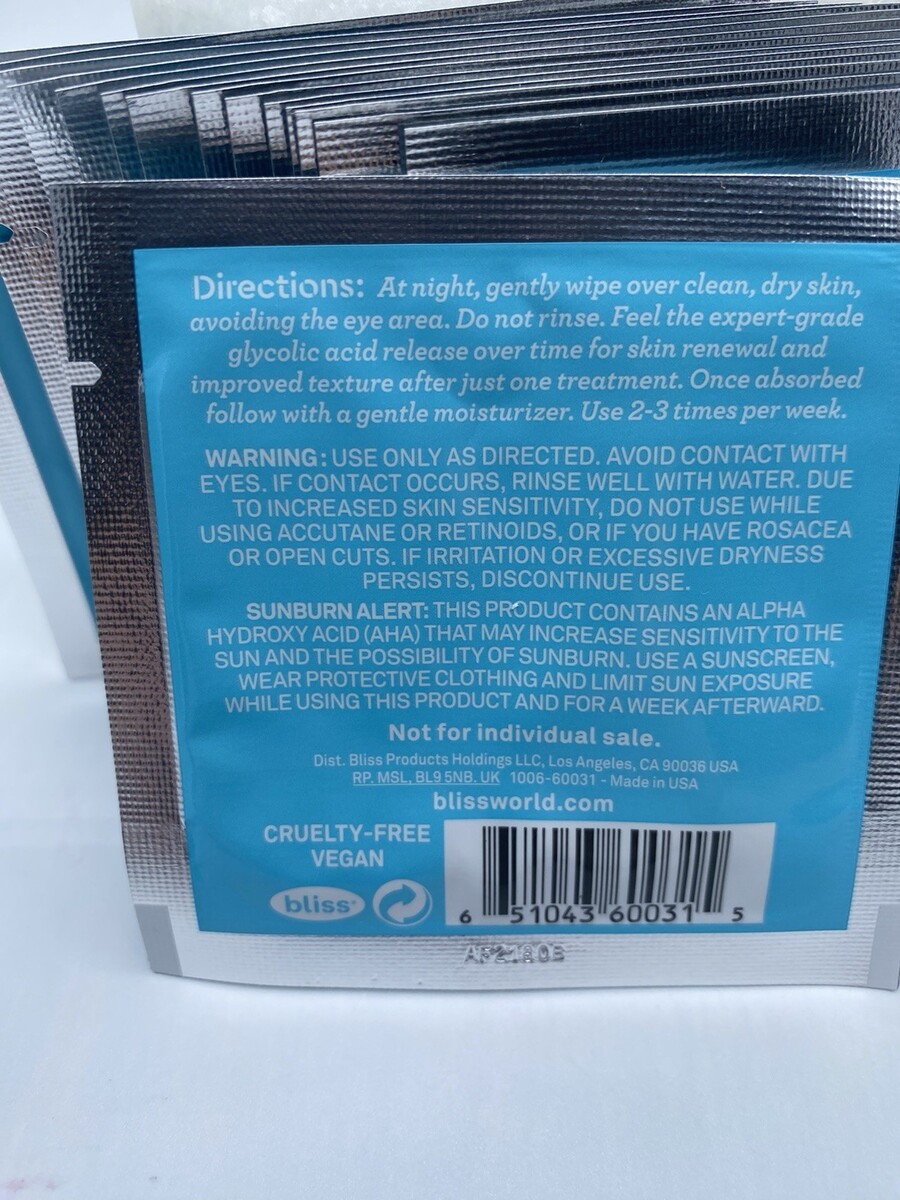 Directions: At night, gently wipe over clean, dry skin,
avoiding the eye area. Do not rinse. Feel the expert-grade
glycolic acid release over time for skin renewal and
improved texture after just one treatment. Once absorbed
follow with a gentle moisturizer. Use 2-3 times per week.
WARNING: USE ONLY AS DIRECTED. AVOID CONTACT WITH
EYES. IF CONTACT OCCURS, RINSE WELL WITH WATER. DUE
TO INCREASED SKIN SENSITIVITY, DO NOT USE WHILE
USING ACCUTANE OR RETINOIDS, OR IF YOU HAVE ROSACEA
OR OPEN CUTS. IF IRRITATION OR EXCESSIVE DRYNESS
PERSISTS, DISCONTINUE USE.
SUNBURN ALERT: THIS PRODUCT CONTAINS AN ALPHA
HYDROXY ACID (AHA) THAT MAY INCREASE SENSITIVITY TO THE
SUN AND THE POSSIBILITY OF SUNBURN. USE A SUNSCREEN,
WEAR PROTECTIVE CLOTHING AND LIMIT SUN EXPOSURE
WHILE USING THIS PRODUCT AND FOR A WEEK AFTERWARD.
Not for individual sale.
Dist. Bliss Products Holdings LLC, Los Angeles, CA 90036 USA
RP. MSL, BL9 5NB. UK 1006-60031 - Made in USA
blissworld.com
CRUELTY-FREE
VEGAN
bliss®
6 51043 60031 5